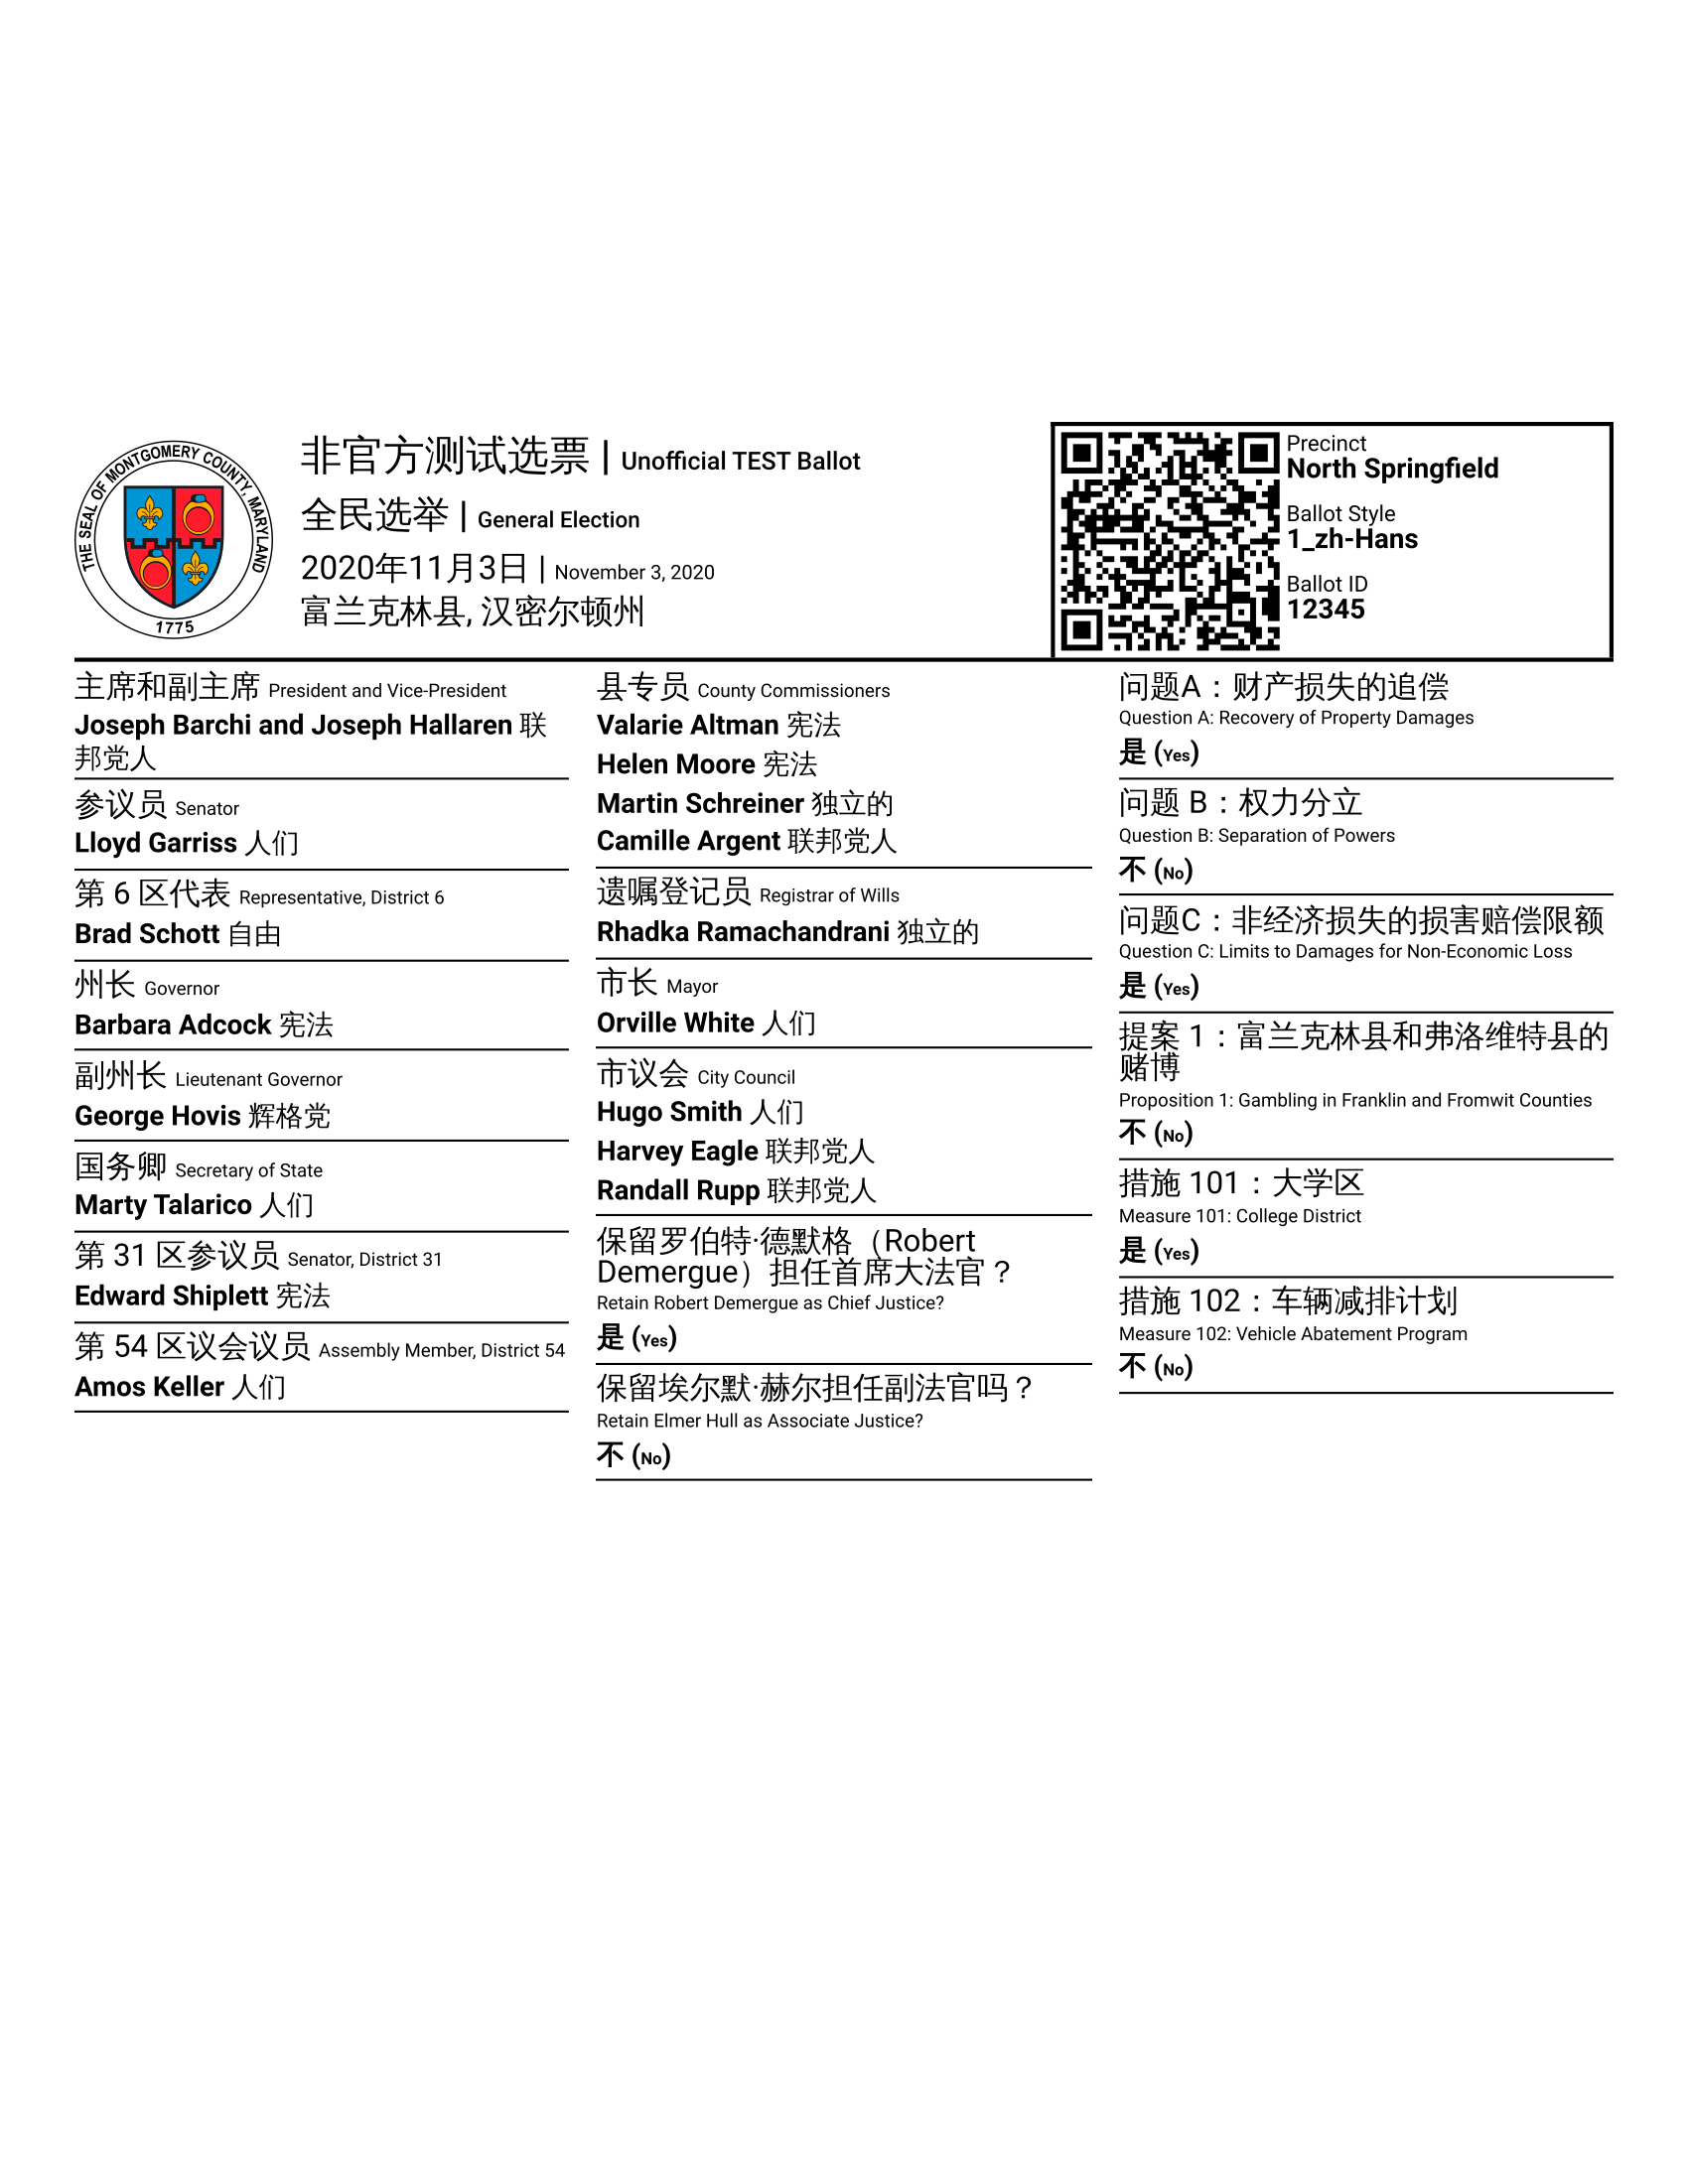 THE SEAL OF MONTGOMERY COUNTY, MARYLAND
1775
非官方测试选票 | Unofficial TEST Ballot
全民选举 | General Election
2020年11月3日 | November 3, 2020
富兰克林县, 汉密尔顿州
Precinct
North Springfield
Ballot Style
1_zh-Hans
Ballot ID
12345
主席和副主席 President and Vice-President
Joseph Barchi and Joseph Hallaren 联
邦党人
参议员 Senator
Lloyd Garriss 人们
第 6 区代表 Representative, District 6
Brad Schott 自由
州长 Governor
Barbara Adcock 宪法
副州长 Lieutenant Governor
George Hovis 辉格党
国务卿 Secretary of State
Marty Talarico 人们
第 31 区参议员 Senator, District 31
Edward Shiplett 宪法
第 54 区议会议员 Assembly Member, District 54
Amos Keller 人们
县专员 County Commissioners
Valarie Altman 宪法
Helen Moore 宪法
Martin Schreiner 独立的
Camille Argent 联邦党人
遗嘱登记员 Registrar of Wills
Rhadka Ramachandrani 独立的
市长 Mayor
Orville White 人们
市议会 City Council
Hugo Smith 人们
Harvey Eagle 联邦党人
Randall Rupp 联邦党人
保留罗伯特·德默格（Robert
Demergue）担任首席大法官？
Retain Robert Demergue as Chief Justice?
是 (Yes)
保留埃尔默·赫尔担任副法官吗？
Retain Elmer Hull as Associate Justice?
不 (No)
问题A：财产损失的追偿
Question A: Recovery of Property Damages
是 (Yes)
问题 B：权力分立
Question B: Separation of Powers
不 (No)
问题C：非经济损失的损害赔偿限额
Question C: Limits to Damages for Non-Economic Loss
是 (Yes)
提案 1：富兰克林县和弗洛维特县的
赌博
Proposition 1: Gambling in Franklin and Fromwit Counties
不 (No)
措施 101：大学区
Measure 101: College District
是 (Yes)
措施 102：车辆减排计划
Measure 102: Vehicle Abatement Program
不 (No)